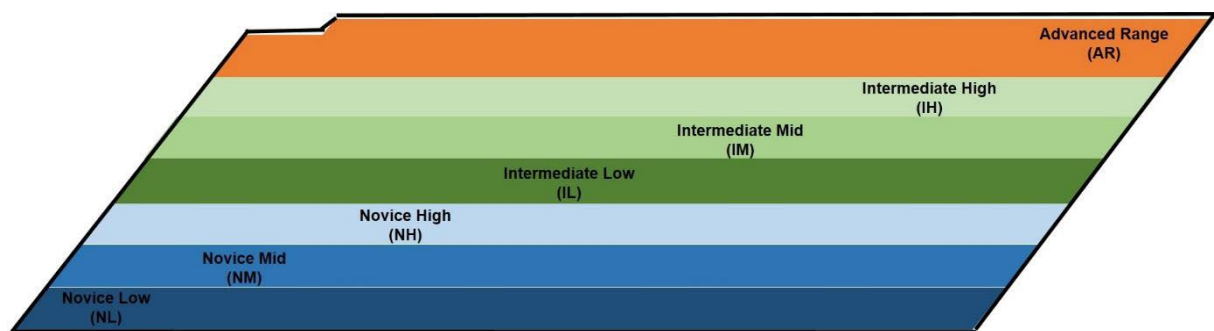 Advanced Range
(AR)
Intermediate High
(IH)
Intermediate Mid
(IM)
Intermediate Low
(IL)
Novice High
(NH)
Novice Mid
(NM)
Novice Low
(NL)